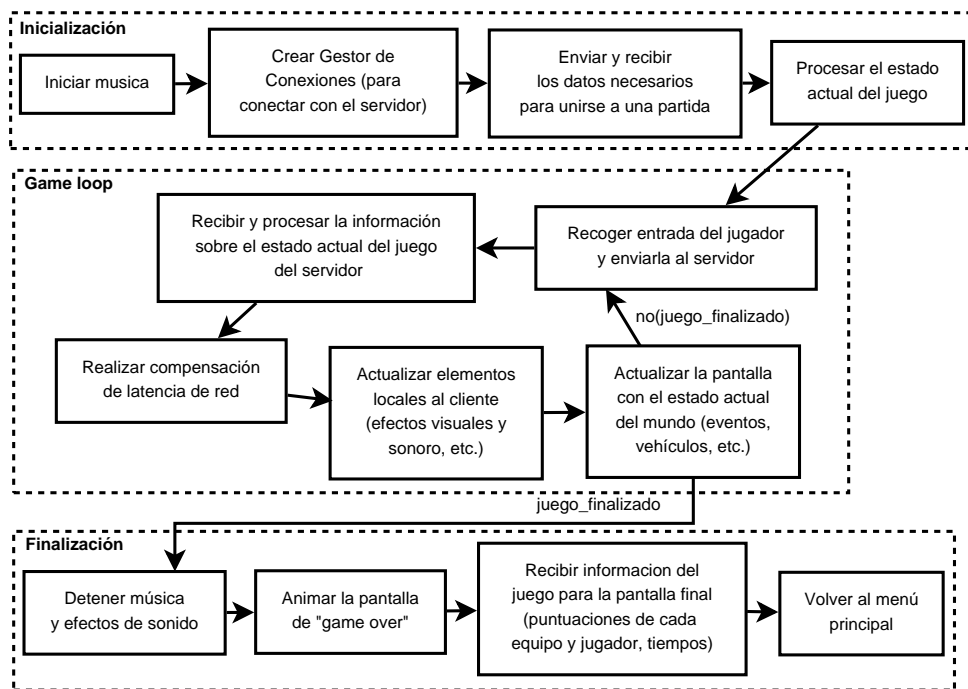 Inicialización
Iniciar musica
Crear Gestor de
Conexiones (para
conectar con el servidor)
Enviar y recibir
los datos necesarios
para unirse a una partida
Procesar el estado
actual del juego
Game loop
Recibir y procesar la información
sobre el estado actual del juego
del servidor
Recoger entrada del jugador
y enviarla al servidor
no(juego_finalizado)
Realizar compensación
de latencia de red
Actualizar elementos
locales al cliente
(efectos visuales y
sonoro, etc.)
Actualizar la pantalla
con el estado actual
del mundo (eventos,
vehículos, etc.)
juego_finalizado
Finalización
Detener música
y efectos de sonido
Animar la pantalla
de "game over"
Recibir informacion del
juego para la pantalla final
(puntuaciones de cada
equipo y jugador, tiempos)
Volver al menú
principal